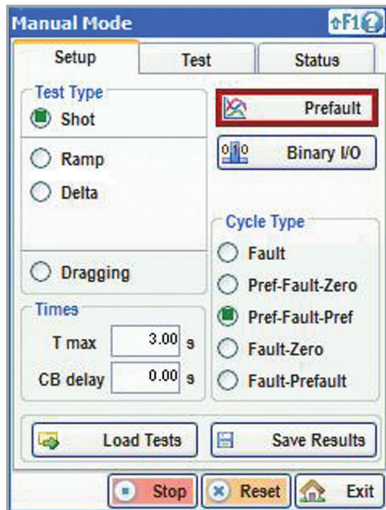 Manual Mode
⇧F1?
Setup
Test
Status
Test Type
Shot
Ramp
Delta
Dragging
Prefault
010
Binary I/O
Cycle Type
Fault
Pref-Fault-Zero
Pref-Fault-Pref
Fault-Zero
Fault-Prefault
Times
T max 3.00 s
CB delay 0.00 s
Load Tests
Save Results
Stop
Reset
Exit